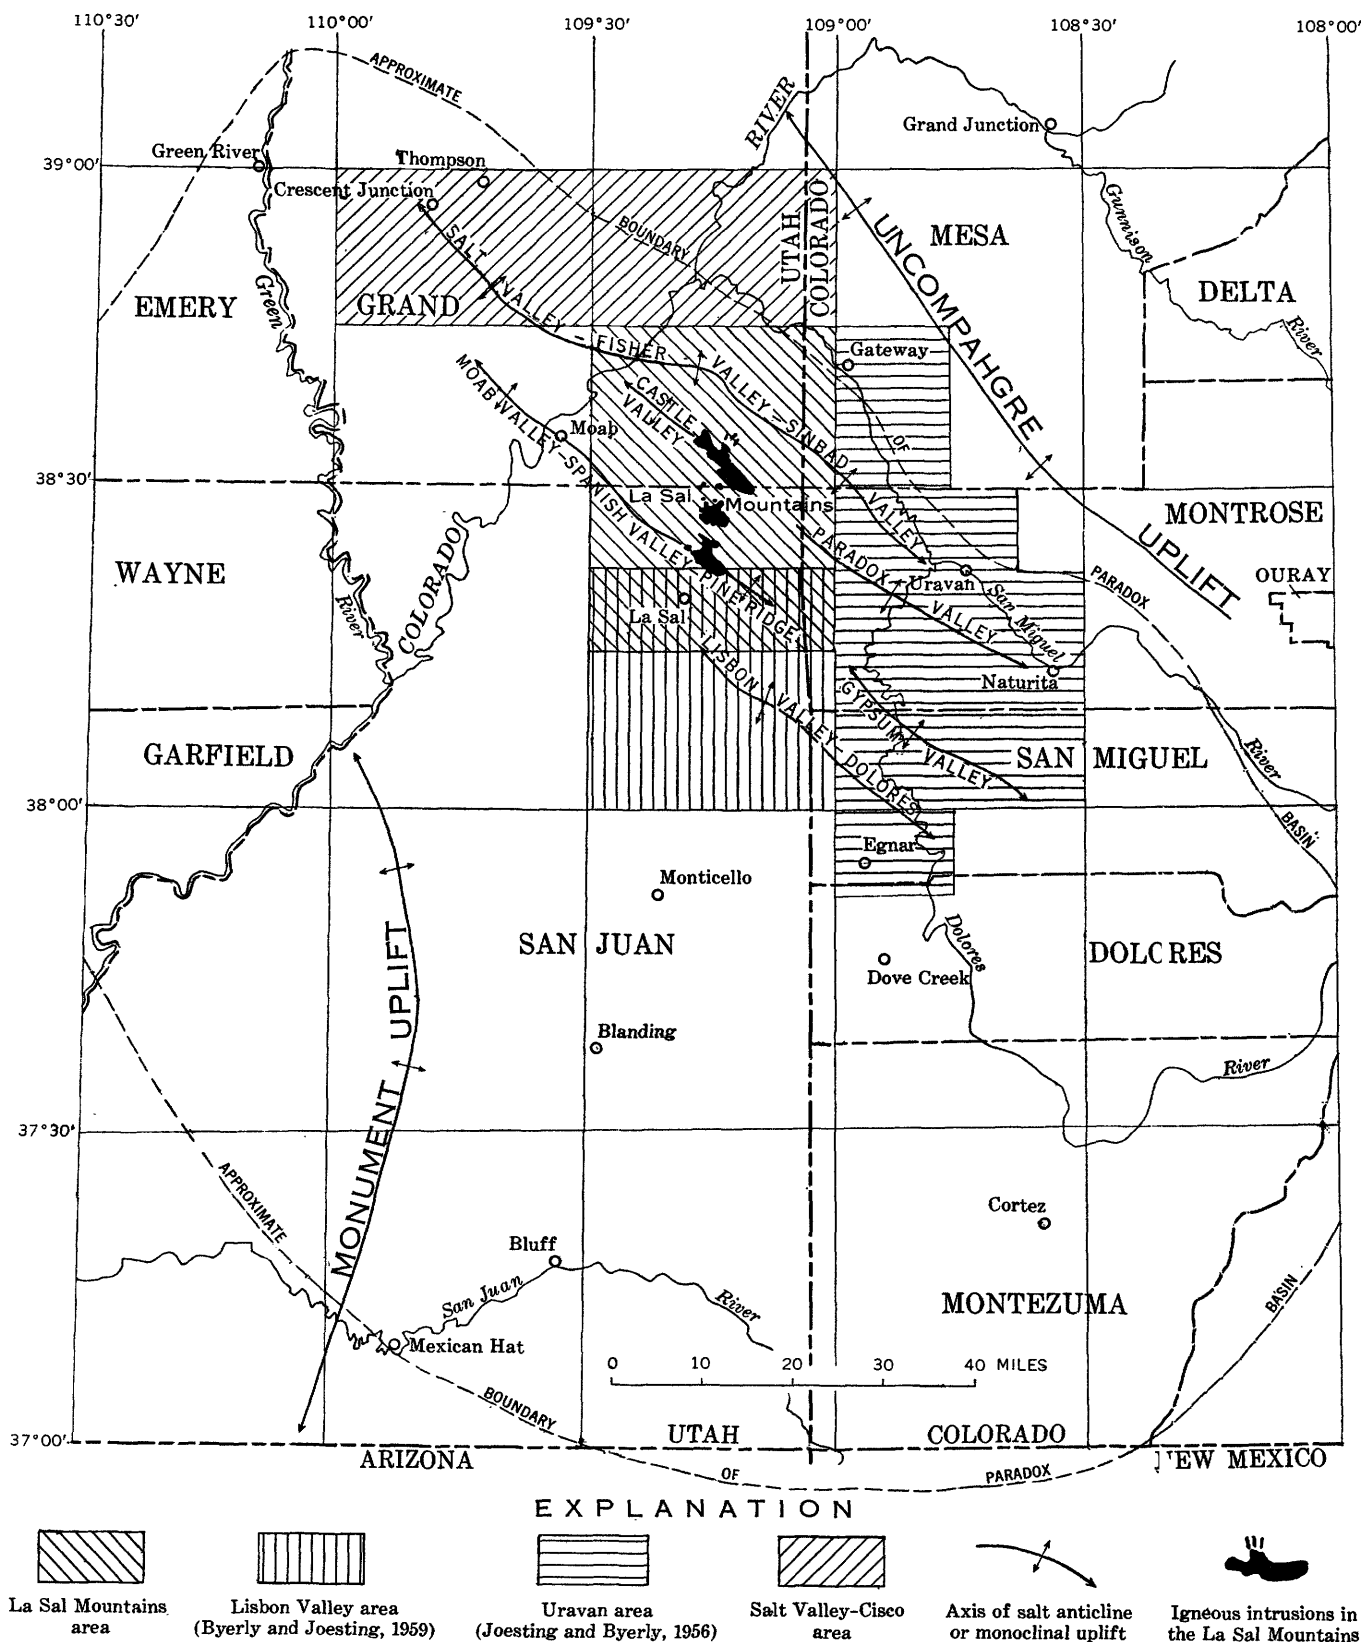 110°30′ 110°00′ 109°30′ 109°00′ 108°30′ 108°00′
APPROXIMATE
RIVER
Grand Junction
Green River
39°00′
Thompson
Crescent Junction
UTAH
COLORADO
Gunnison
MESA
BOUNDARY
UNCOMPAHGRE
UPLIFT
SALT VALLEY – FISHER – VALLEY – SINBAD VALLEY
EMERY
Green
GRAND
DELTA
River
Gateway
MOAB VALLEY-SPANISH VALLEY-PINE RIDGE
CASTLE
VALLEY
Moab
OF
38°30′
La Sal
Mountains
MONTROSE
PARADOX VALLEY
WAYNE
COLORADO
PARADOX
OURAY
Uravan
River
San Miguel
La Sal
LISBON VALLEY – DOLORES
Naturita
GYPSUM VALLEY
GARFIELD
SAN MIGUEL
River
38°00′
BASIN
Egnar
Monticello
SAN JUAN
Dolores
DOLORES
Dove Creek
MONUMENT UPLIFT
Blanding
River
37°30′
APPROXIMATE
Cortez
Bluff
San Juan
River
MONTEZUMA
BASIN
Mexican Hat
0 10 20 30 40 MILES
BOUNDARY
37°00′
UTAH
COLORADO
ARIZONA
OF
PARADOX
NEW MEXICO
EXPLANATION
La Sal Mountains
area
Lisbon Valley area
(Byerly and Joesting, 1959)
Uravan area
(Joesting and Byerly, 1956)
Salt Valley-Cisco
area
Axis of salt anticline
or monoclinal uplift
Igneous intrusions in
the La Sal Mountains